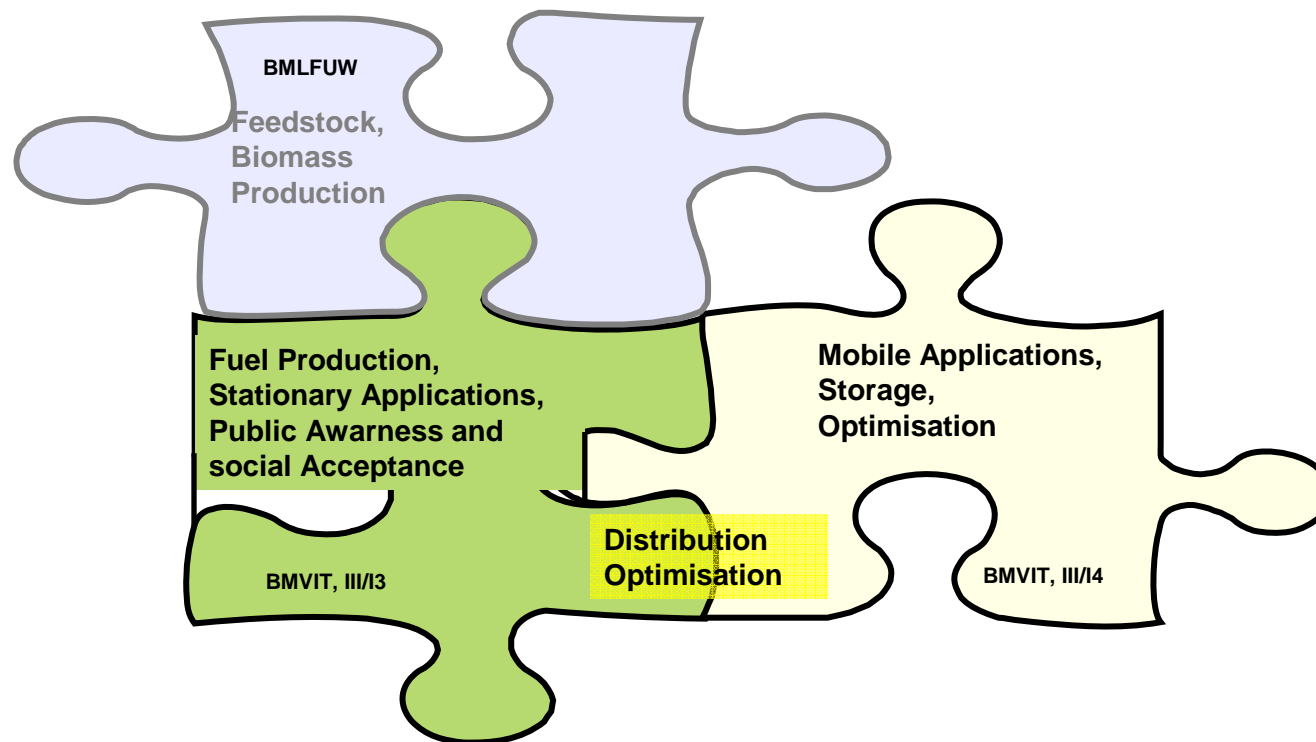 BMLFUW
Feedstock,
Biomass
Production
Fuel Production,
Stationary Applications,
Public Awarness and
social Acceptance
Mobile Applications,
Storage,
Optimisation
Distribution
Optimisation
BMVIT, III/I3
BMVIT, III/I4